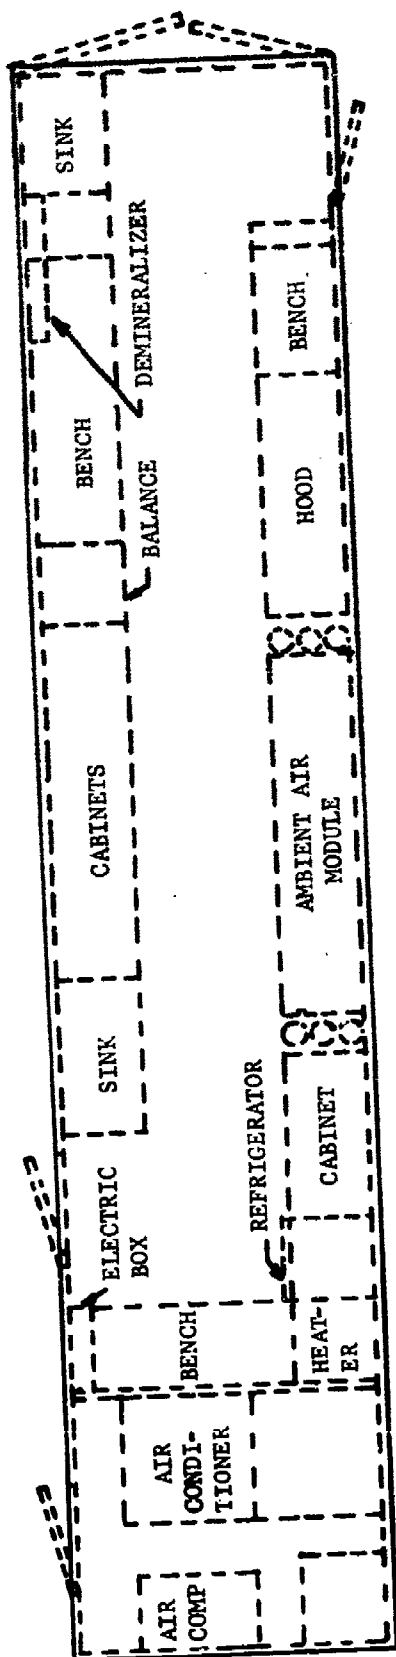 SINK
DEMINERALIZER
BENCH
BALANCE
CABINETS
SINK
ELECTRIC
BOX
BENCH
AIR
CONDI-
TIONER
AIR
COMP
BENCH
HOOD
AMBIENT AIR
MODULE
REFRIGERATOR
CABINET
HEAT-
ER